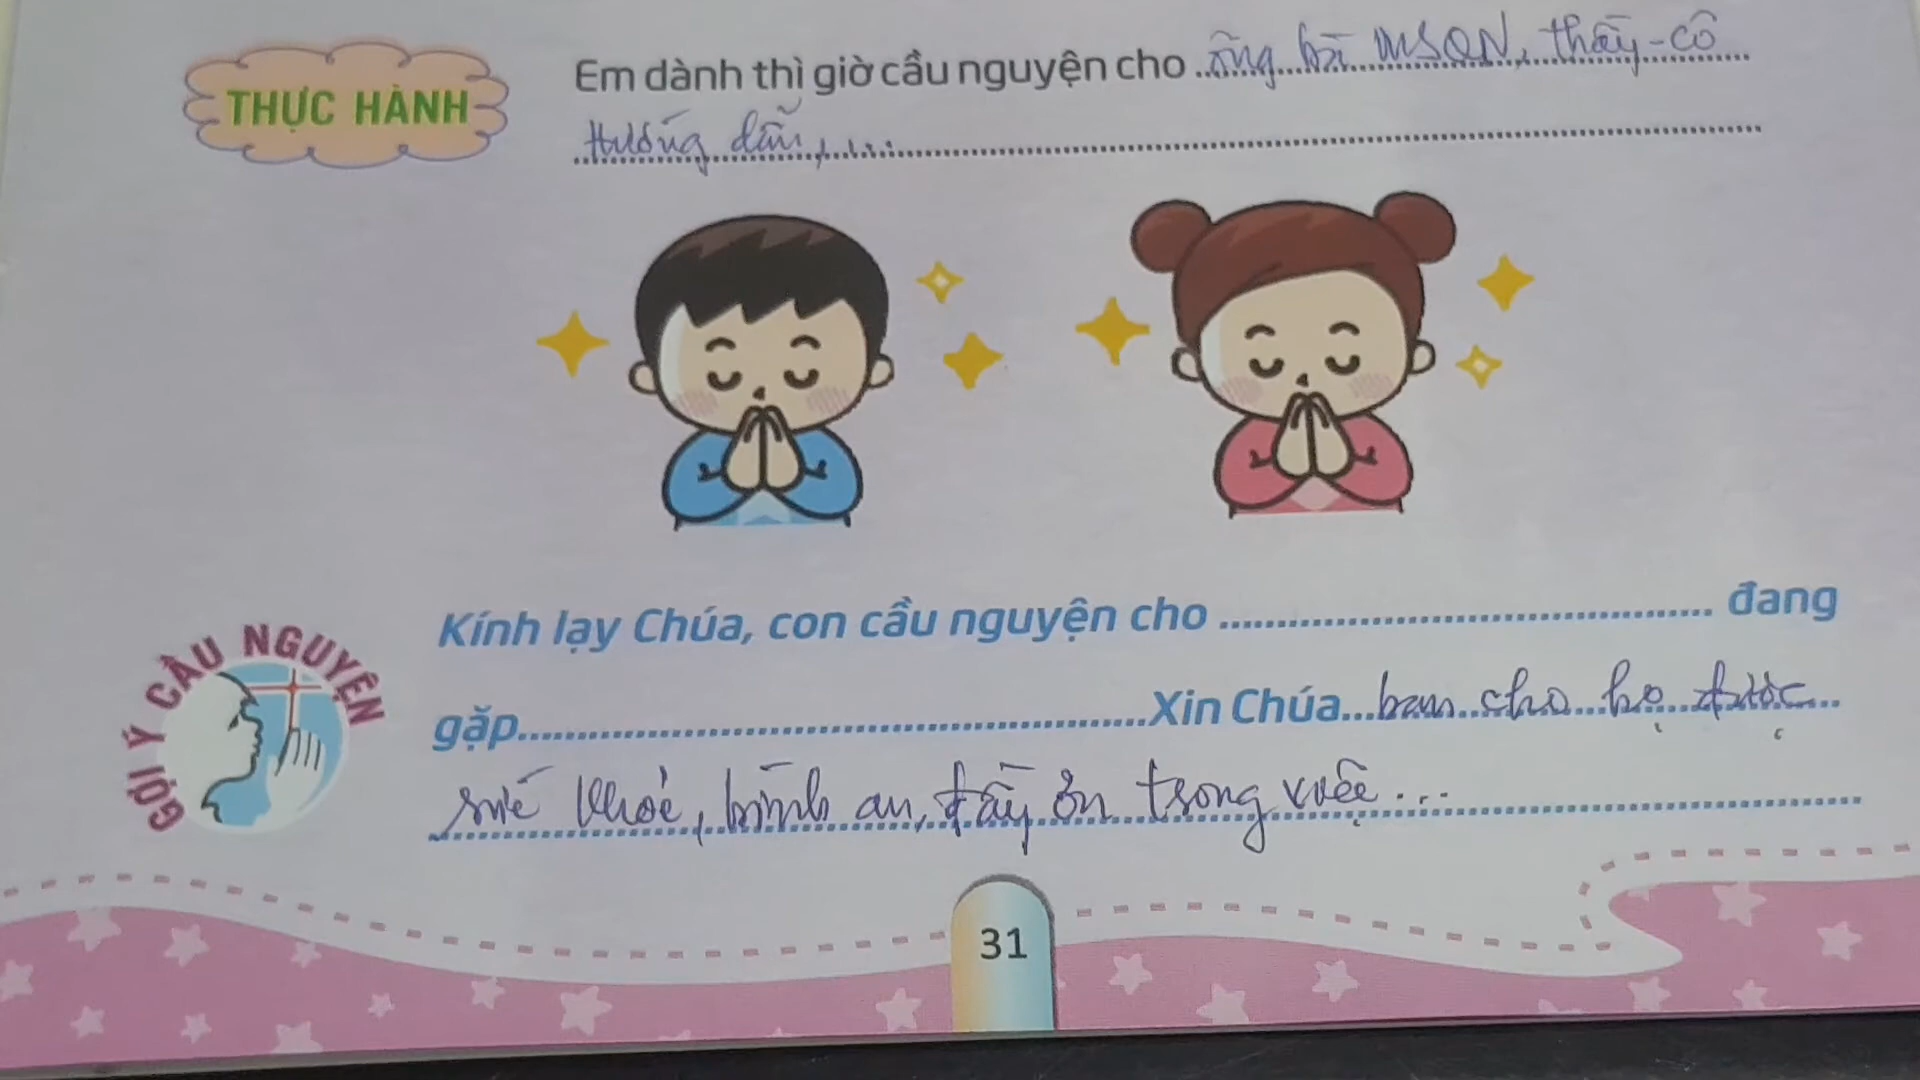 THỰC HÀNH
Em dành thì giờ cầu nguyện cho ông bà MSQN, thầy-cô
hướng dẫn, ...
GỢI Ý CẦU NGUYỆN
Kính lạy Chúa, con cầu nguyện cho ........................................... đang
gặp.....................................................Xin Chúa...ban cho họ được
sức khỏe, bình an, đầy ơn trong việc...
31